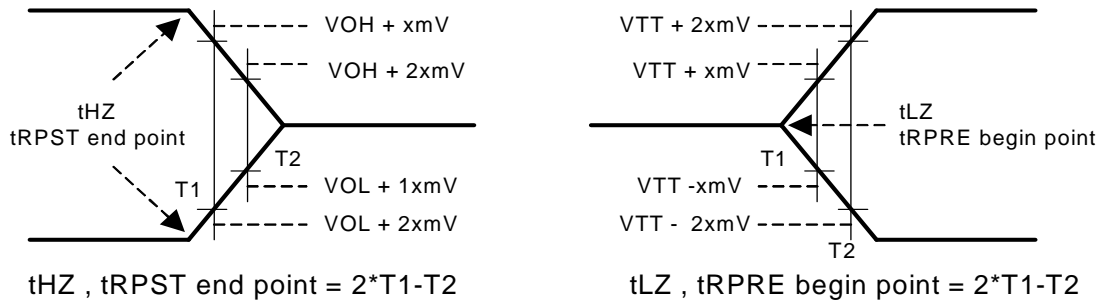 VOH + xmV
VOH + 2xmV
tHZ
tRPST end point
T1
T2
VOL + 1xmV
VOL + 2xmV
tHZ , tRPST end point = 2*T1-T2
VTT + 2xmV
VTT + xmV
tLZ
tRPRE begin point
T1
VTT -xmV
VTT - 2xmV
T2
tLZ , tRPRE begin point = 2*T1-T2